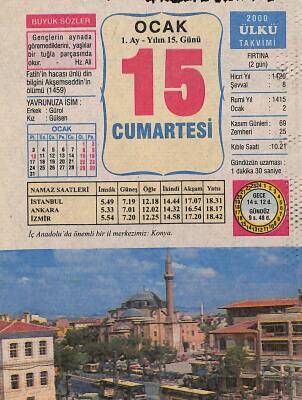 BÜYÜK SÖZLER
Gençlerin aynada
göremediklerini, yaşlılar
bir tuğla parçasında
okur. Hz. Ali
Fatih'in hacası ünlü din
bilgini Akşemseddin'in
ölümü (1459)
YAVRUNUZA İSİM :
Erkek : Gürol
Kız : Gülsen
OCAK
OCAK
1. Ay - Yılın 15. Günü
15
CUMARTESİ
2000
ÜLKÜ
TAKVİMİ
FIRTINA
(2 gün)
Hicri Yıl : 1420
Şevval : 8
Rumi Yıl : 1415
Ocak : 2
Kasım Günleri : 69
Zemheri : 25
Kıble Saati : 10.21
Gündüzün uzaması :
1 dakika 30 saniye
NAMAZ SAATLERİ İmsâk Güneş Öğle İkindi Akşam Yatsı
İSTANBUL 5.49 7.19 12.18 14.44 17.07 18.31
ANKARA 5.33 7.01 12.02 14.32 16.54 18.17
İZMİR 5.54 7.20 12.25 14.58 17.20 18.42
GECE
14 s. 12 d.
GÜNDÜZ
9 s. 48 d.
İç Anadolu'da önemli bir il merkezimiz: Konya.